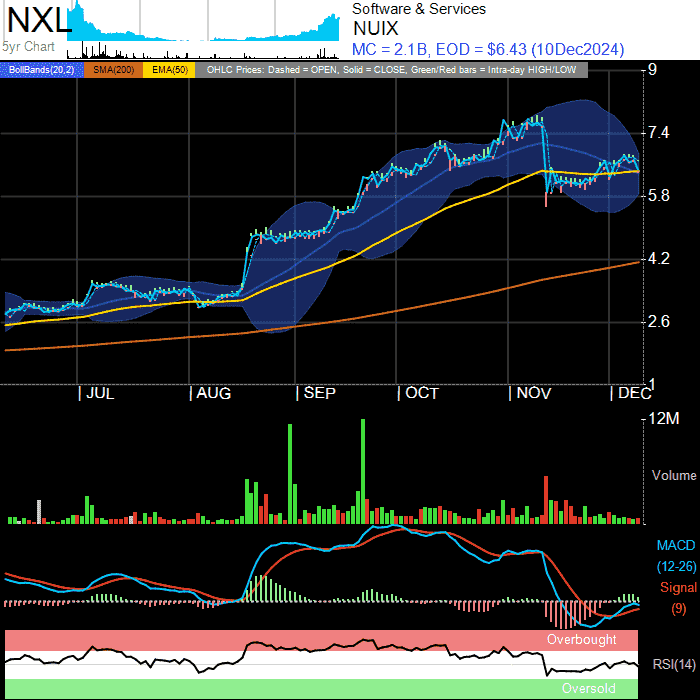 NXL
5yr Chart
Software & Services
NUIX
MC = 2.1B, EOD = $6.43 (10Dec2024)
BollBands(20,2) SMA(200) EMA(50) OHLC Prices: Dashed = OPEN, Solid = CLOSE, Green/Red bars = Intra-day HIGH/LOW
9
7.4
5.8
4.2
2.6
1
JUL AUG SEP OCT NOV DEC
12M
Volume
MACD
(12-26)
Signal
(9)
Overbought
RSI(14)
Oversold